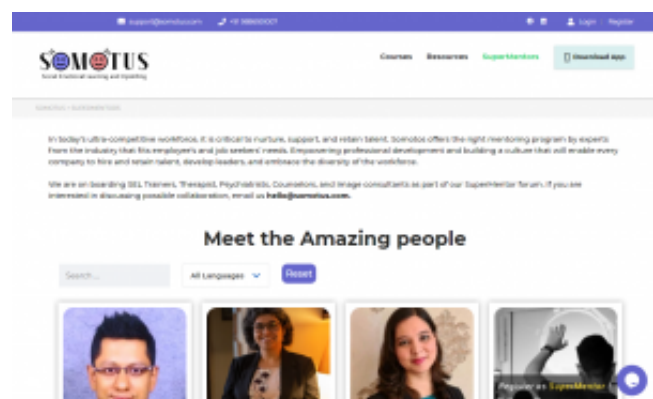 support@somotus.com
Login Register
SOMOTUS
Social Emotional Learning and Upskilling
Courses Resources SuperMentors Download App
SOMOTUS > SUPERMENTORS
In today's ultra-competitive workforce, it is critical to nurture, support, and retain talent. Somotus offers the right mentoring program by experts
from the industry that fits employee's and job seekers' needs. Empowering professional development and building a culture that will enable every
company to hire and retain talent, develop leaders, and embrace the diversity of the workforce.
We are on boarding SEL Trainers, Therapist, Psychiatrists, Counselors, and Image consultants as part of our SuperMentor forum. If you are
interested in discussing possible collaboration, email us hello@somotus.com.
Meet the Amazing people
Search... All Languages Reset
Register as SuperMentor